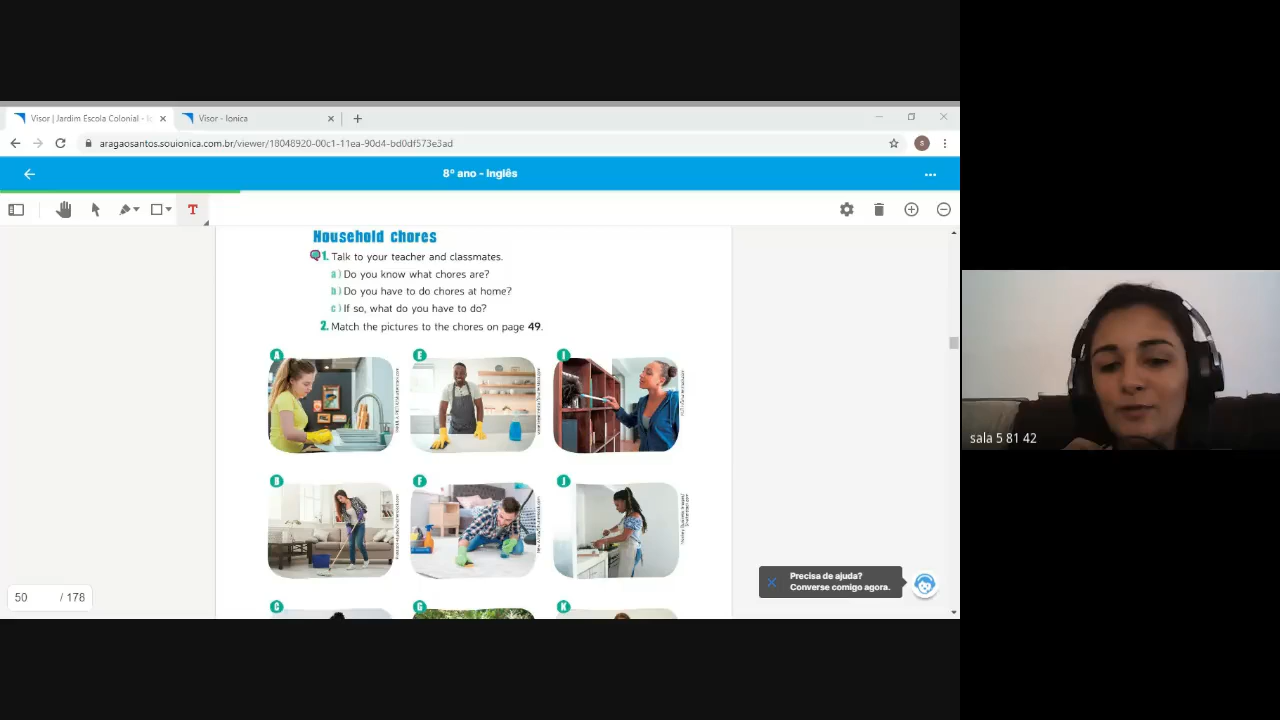 Visor | Jardim Escola Colonial - Io
Visor - Ionica
aragaosantos.souionica.com.br/viewer/18048920-00c1-11ea-90d4-bd0df573e3ad
s
8º ano - Inglês
T
Household chores
1. Talk to your teacher and classmates.
a) Do you know what chores are?
b) Do you have to do chores at home?
c) If so, what do you have to do?
2. Match the pictures to the chores on page 49.
A
E
I
B
F
J
C
G
K
50 / 178
Precisa de ajuda?
Converse comigo agora.
sala 5 81 42